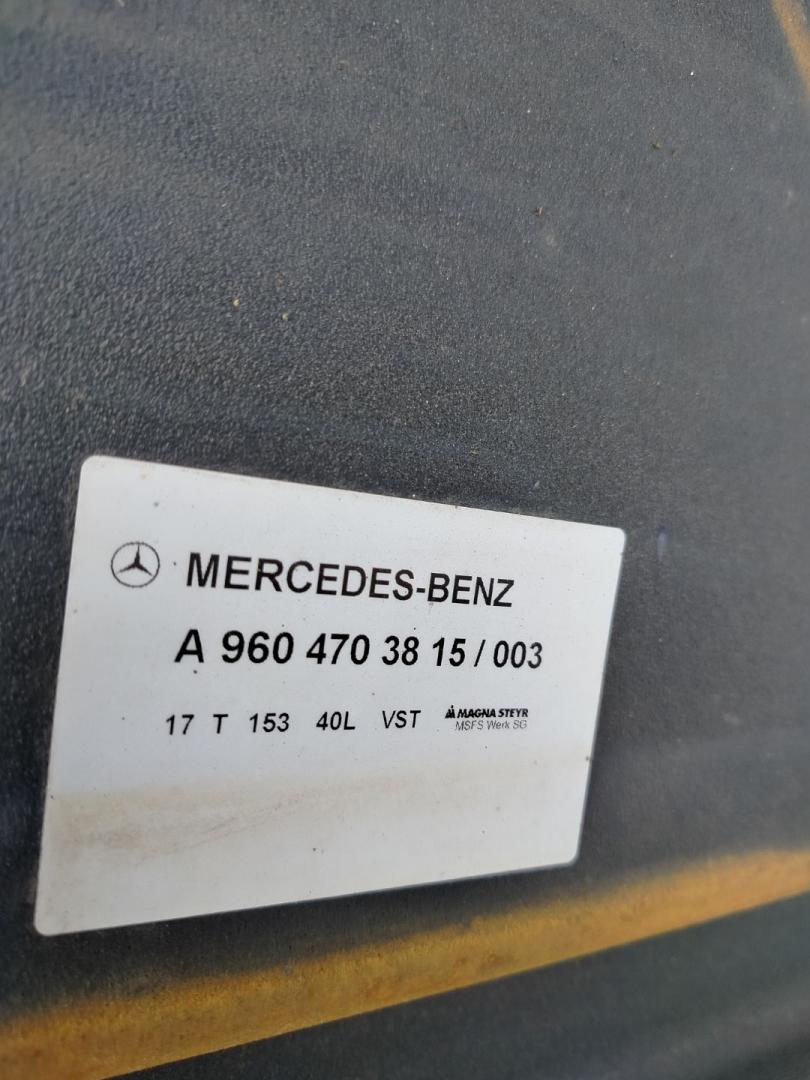 MERCEDES-BENZ
A 960 470 38 15 / 003
17 T 153 40L VST MAGNA STEYR
MSFS Werk SG